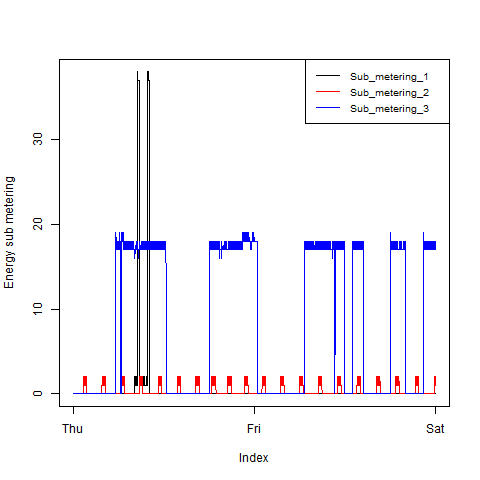 Sub_metering_1
Sub_metering_2
Sub_metering_3
Energy sub metering
30
20
10
0
Thu
Fri
Sat
Index